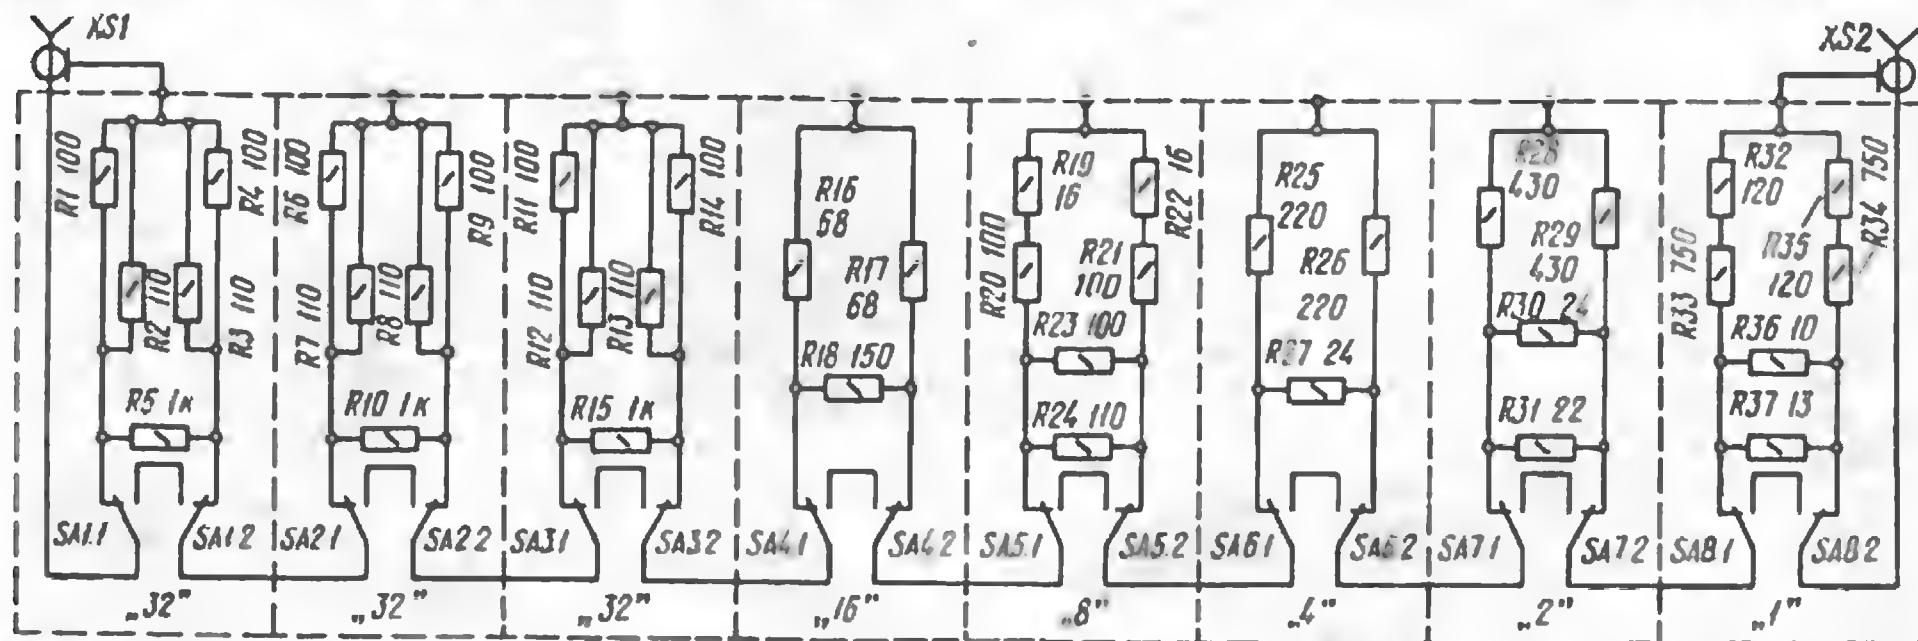 XS1
XS2
R1 100
R4 100
R2 110
R3 110
R5 1к
SA1.1
SA1.2
„32”
R6 100
R9 100
R7 110
R8 110
R10 1к
SA2.1
SA2.2
„32”
R11 100
R14 100
R12 110
R13 110
R15 1к
SA3.1
SA3.2
„32”
R16
68
R17
68
R18 150
SA4.1
SA4.2
„16”
R19
16
R22 16
R20 100
R21
100
R23 100
R24 110
SA5.1
SA5.2
„8”
R25
220
R26
220
R27 24
SA6.1
SA6.2
„4”
R28
430
R29
430
R30 24
R31 22
SA7.1
SA7.2
„2”
R32
120
R34 750
R33 750
R35
120
R36 10
R37 13
SA8.1
SA8.2
„1”